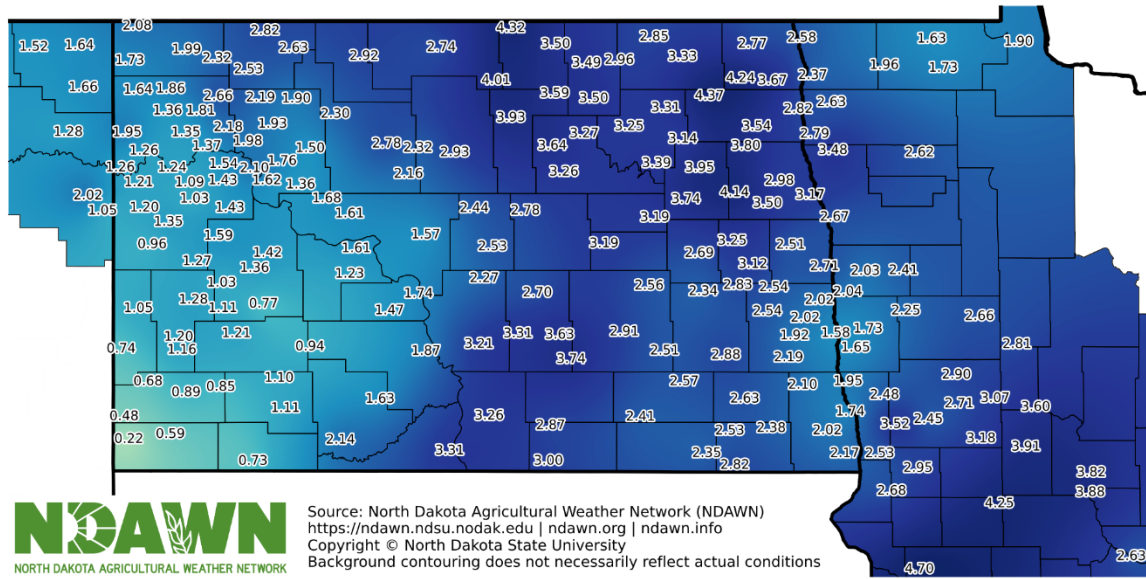 2.08 2.82 4.32
1.52 1.64 1.99 2.63 2.74 3.50 2.85 2.77 2.58 1.63 1.90
1.73 2.32 2.53 2.92 3.49 2.96 3.33 1.96 1.73
1.66 1.64 1.86 4.01 4.24 3.67 2.37
2.66 2.19 1.90 3.59 3.50 4.37
1.36 1.81 2.30 3.93 3.31 2.82 2.63
1.28 1.95 1.35 2.18 1.93 3.27 3.25 3.54 2.79
1.26 1.37 1.98 1.50 2.78 2.32 2.93 3.64 3.14 3.80 3.48 2.62
1.26 1.24 1.54 2.10 1.76 2.16 3.26 3.39 3.95
1.21 1.09 1.43 1.62 1.36 2.98
2.02 1.03 1.68 3.74 4.14 3.50 3.17
1.05 1.20 1.43 1.61 2.44 2.78 3.19 2.67
1.35
0.96 1.59 1.42 1.61 1.57 2.53 3.19 2.69 3.25 2.51
1.27 1.36 1.23 2.27 3.12 2.71 2.03 2.41
1.03 1.74 2.70 2.56 2.34 2.83 2.54 2.04
1.05 1.28 1.11 0.77 1.47 2.54 2.02 2.25
2.02 2.66
1.20 1.21 3.21 3.31 3.63 2.91 1.92 1.58 1.73
0.74 1.16 0.94 1.87 3.74 2.51 2.88 2.19 1.65 2.81
0.68 0.89 0.85 1.10 2.57 2.10 1.95 2.90
1.11 1.63 2.63 2.48 2.71 3.07
0.48 3.26 2.87 2.41 1.74 3.52 2.45 3.60
0.22 0.59 2.14 2.53 2.38 2.02 3.18
0.73 3.31 3.00 2.35 2.82 2.17 2.53 3.91
2.95 3.82
2.68 4.25 3.88
4.70 2.63
NDAWN
NORTH DAKOTA AGRICULTURAL WEATHER NETWORK
Source: North Dakota Agricultural Weather Network (NDAWN)
https://ndawn.ndsu.nodak.edu | ndawn.org | ndawn.info
Copyright © North Dakota State University
Background contouring does not necessarily reflect actual conditions